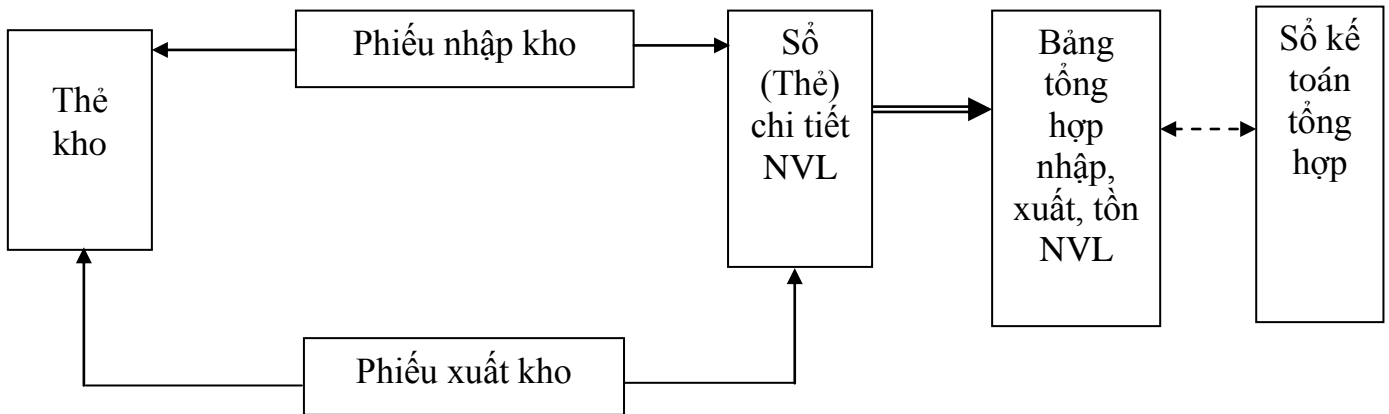 Thẻ
kho
Phiếu nhập kho
Phiếu xuất kho
Sổ
(Thẻ)
chi tiết
NVL
Bảng
tổng
hợp
nhập,
xuất, tồn
NVL
Sổ kế
toán
tổng
hợp